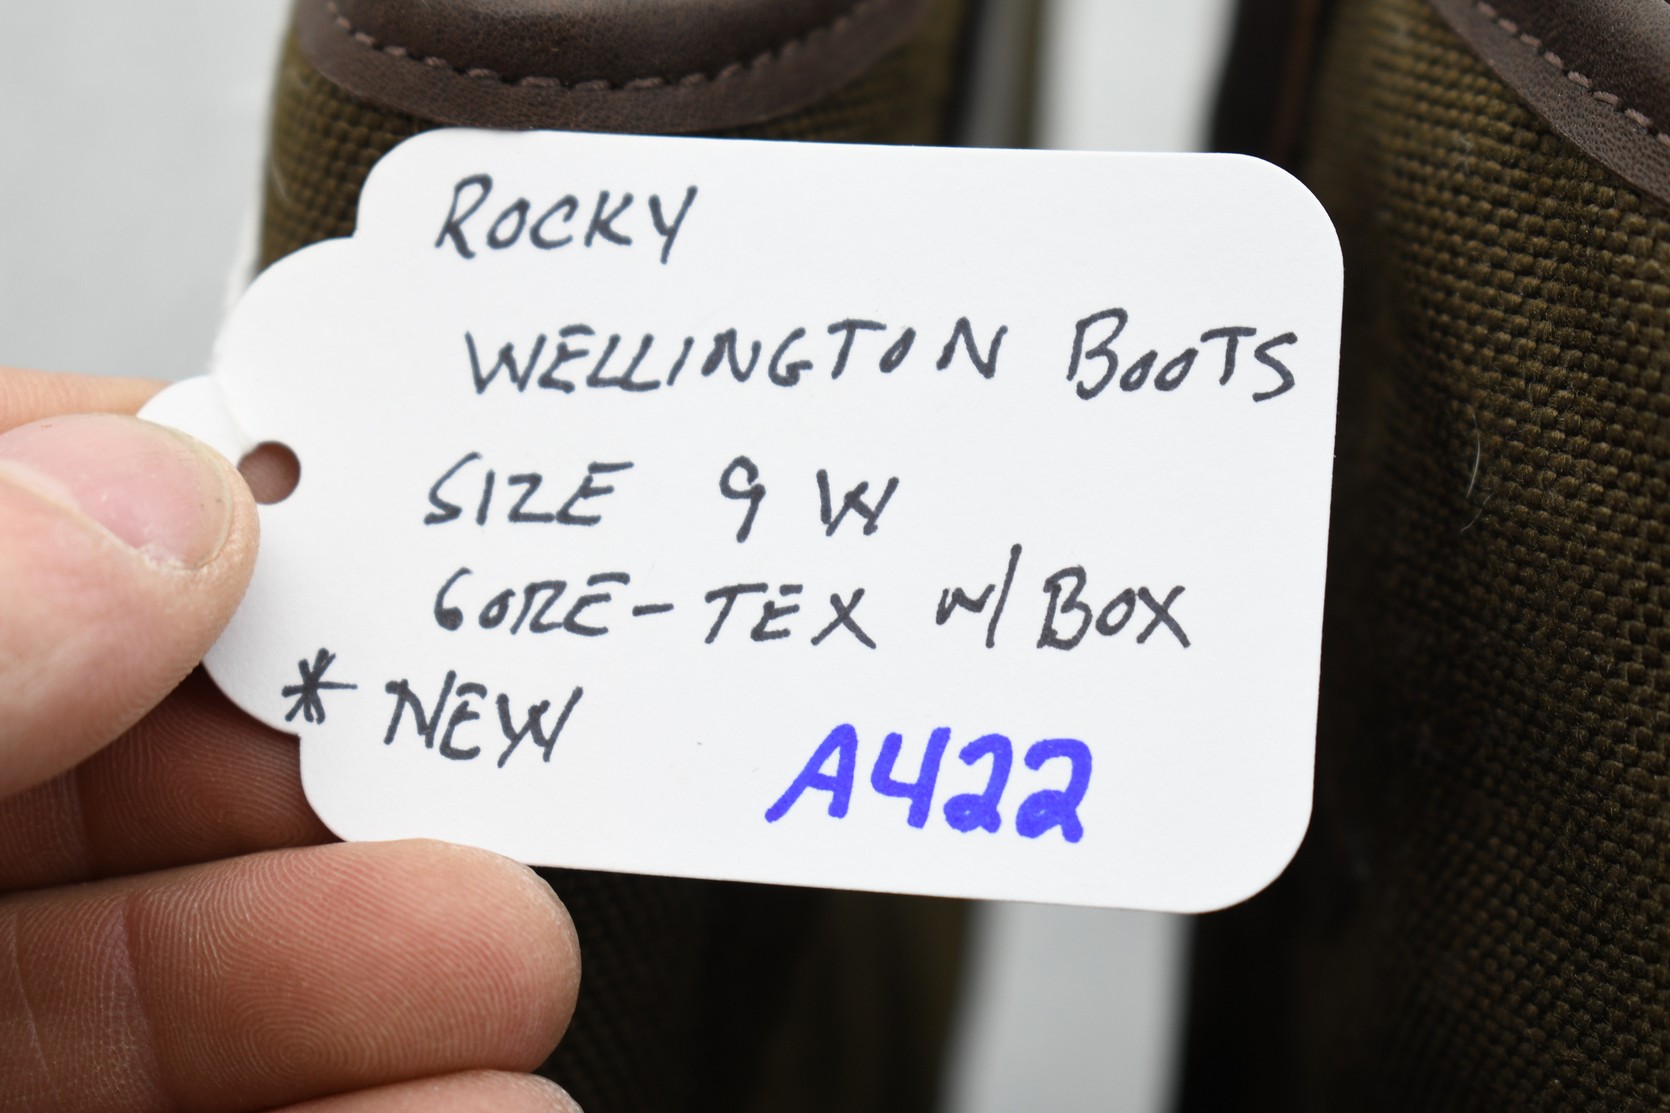 ROCKY
WELLINGTON BOOTS
SIZE 9 W
GORE-TEX W/ BOX
* NEW
A422